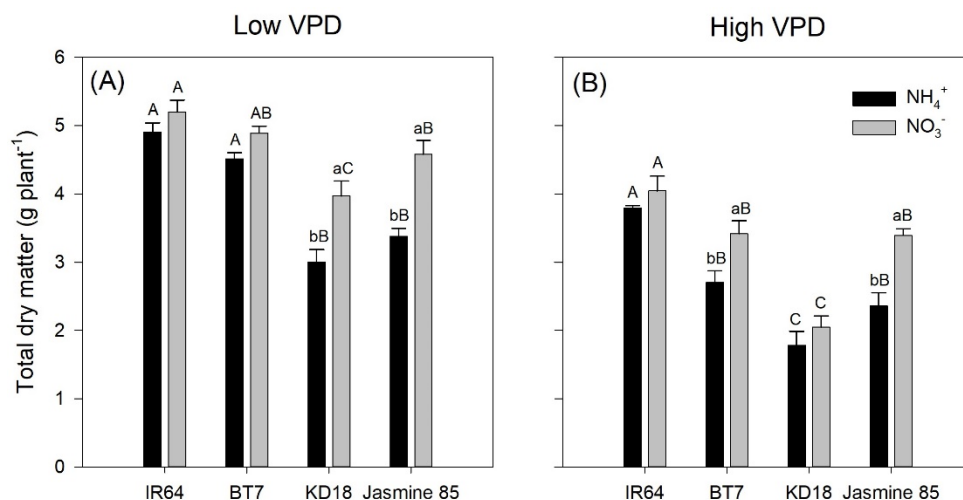 Low VPD
High VPD
Total dry matter (g plant⁻¹)
(A)
6
5
4
3
2
1
0
A A A AB bB aC bB aB
IR64 BT7 KD18 Jasmine 85
(B)
NH₄⁺
NO₃⁻
A A bB aB C C bB aB
IR64 BT7 KD18 Jasmine 85